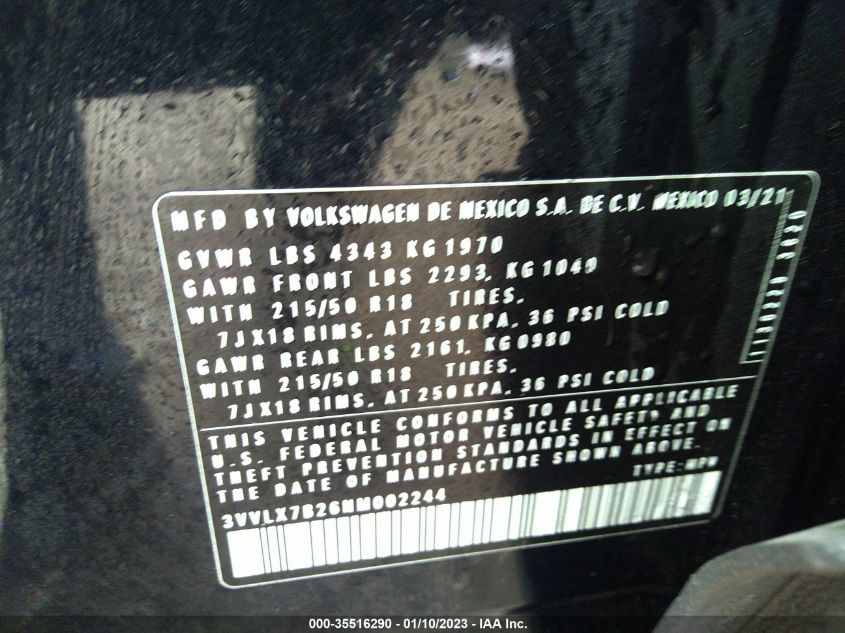 MFD BY VOLKSWAGEN DE MEXICO S.A. DE C.V. MEXICO 03/21
GVWR LBS 4343 KG 1970
GAWR FRONT LBS 2293, KG 1040
WITH 215/50 R18 TIRES,
7JX18 RIMS, AT 250 KPA, 36 PSI COLD
GAWR REAR LBS 2161, KG 0980
WITH 215/50 R18 TIRES,
7JX18 RIMS, AT 250 KPA, 36 PSI COLD
THIS VEHICLE CONFORMS TO ALL APPLICABLE
U.S. FEDERAL MOTOR VEHICLE SAFETY AND
THEFT PREVENTION STANDARDS IN EFFECT ON
THE DATE OF MANUFACTURE SHOWN ABOVE.
TYPE: MPV
3VVLX7B26MM002244
000-35516290 - 01/10/2023 - IAA Inc.